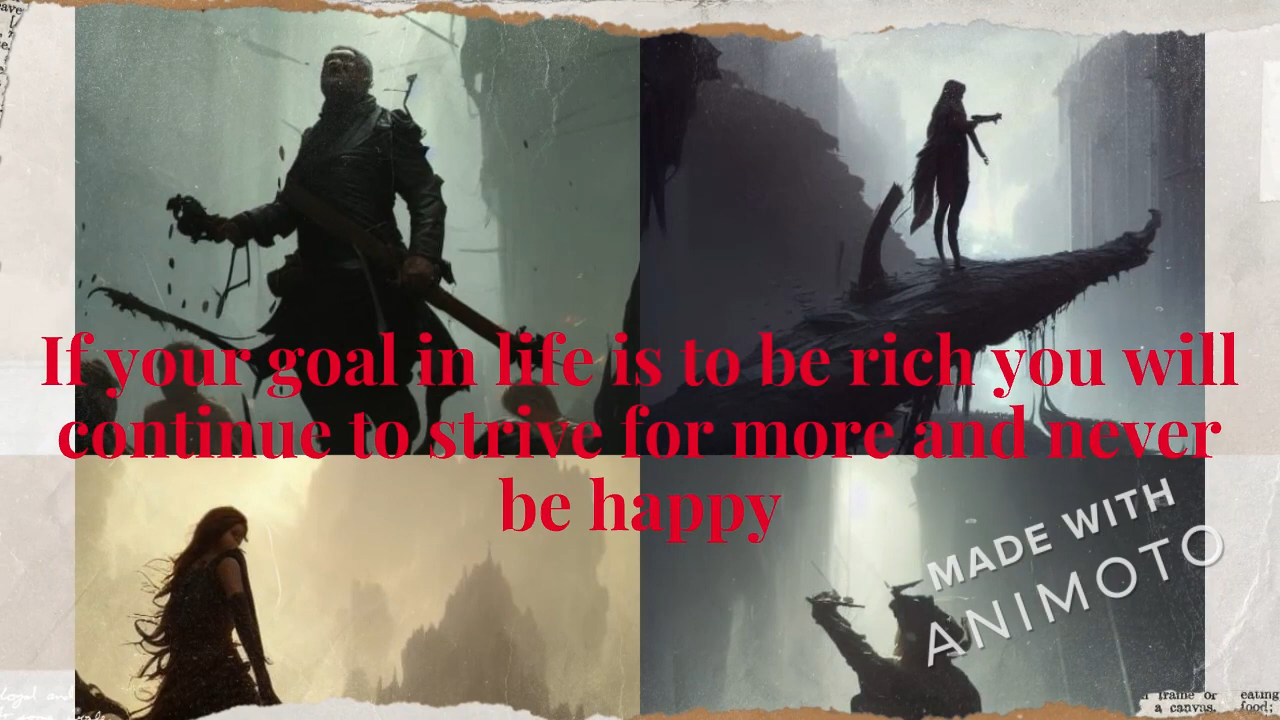 eave
If your goal in life is to be rich you will
continue to strive for more and never
be happy
MADE WITH
ANIMOTO
a canvas.
frame or
eating
food;